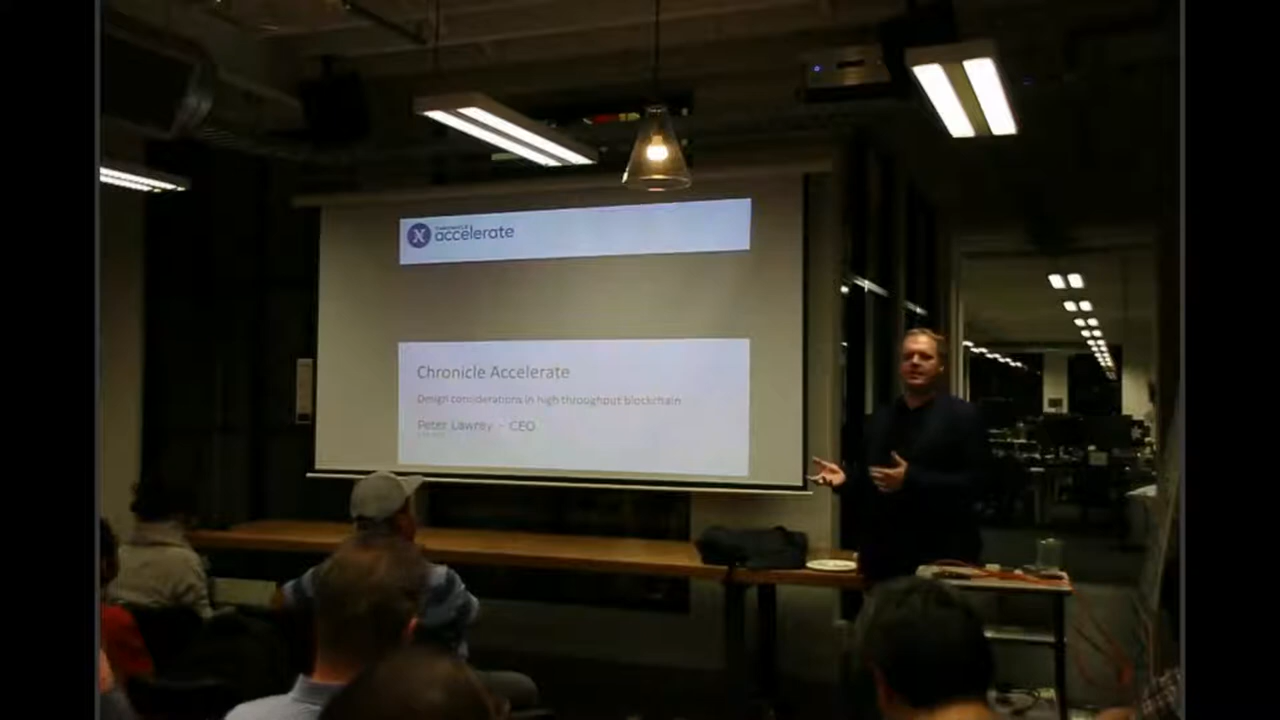 accelerate
Chronicle Accelerate
Design considerations in high throughput blockchain
Peter Lawrey - CEO